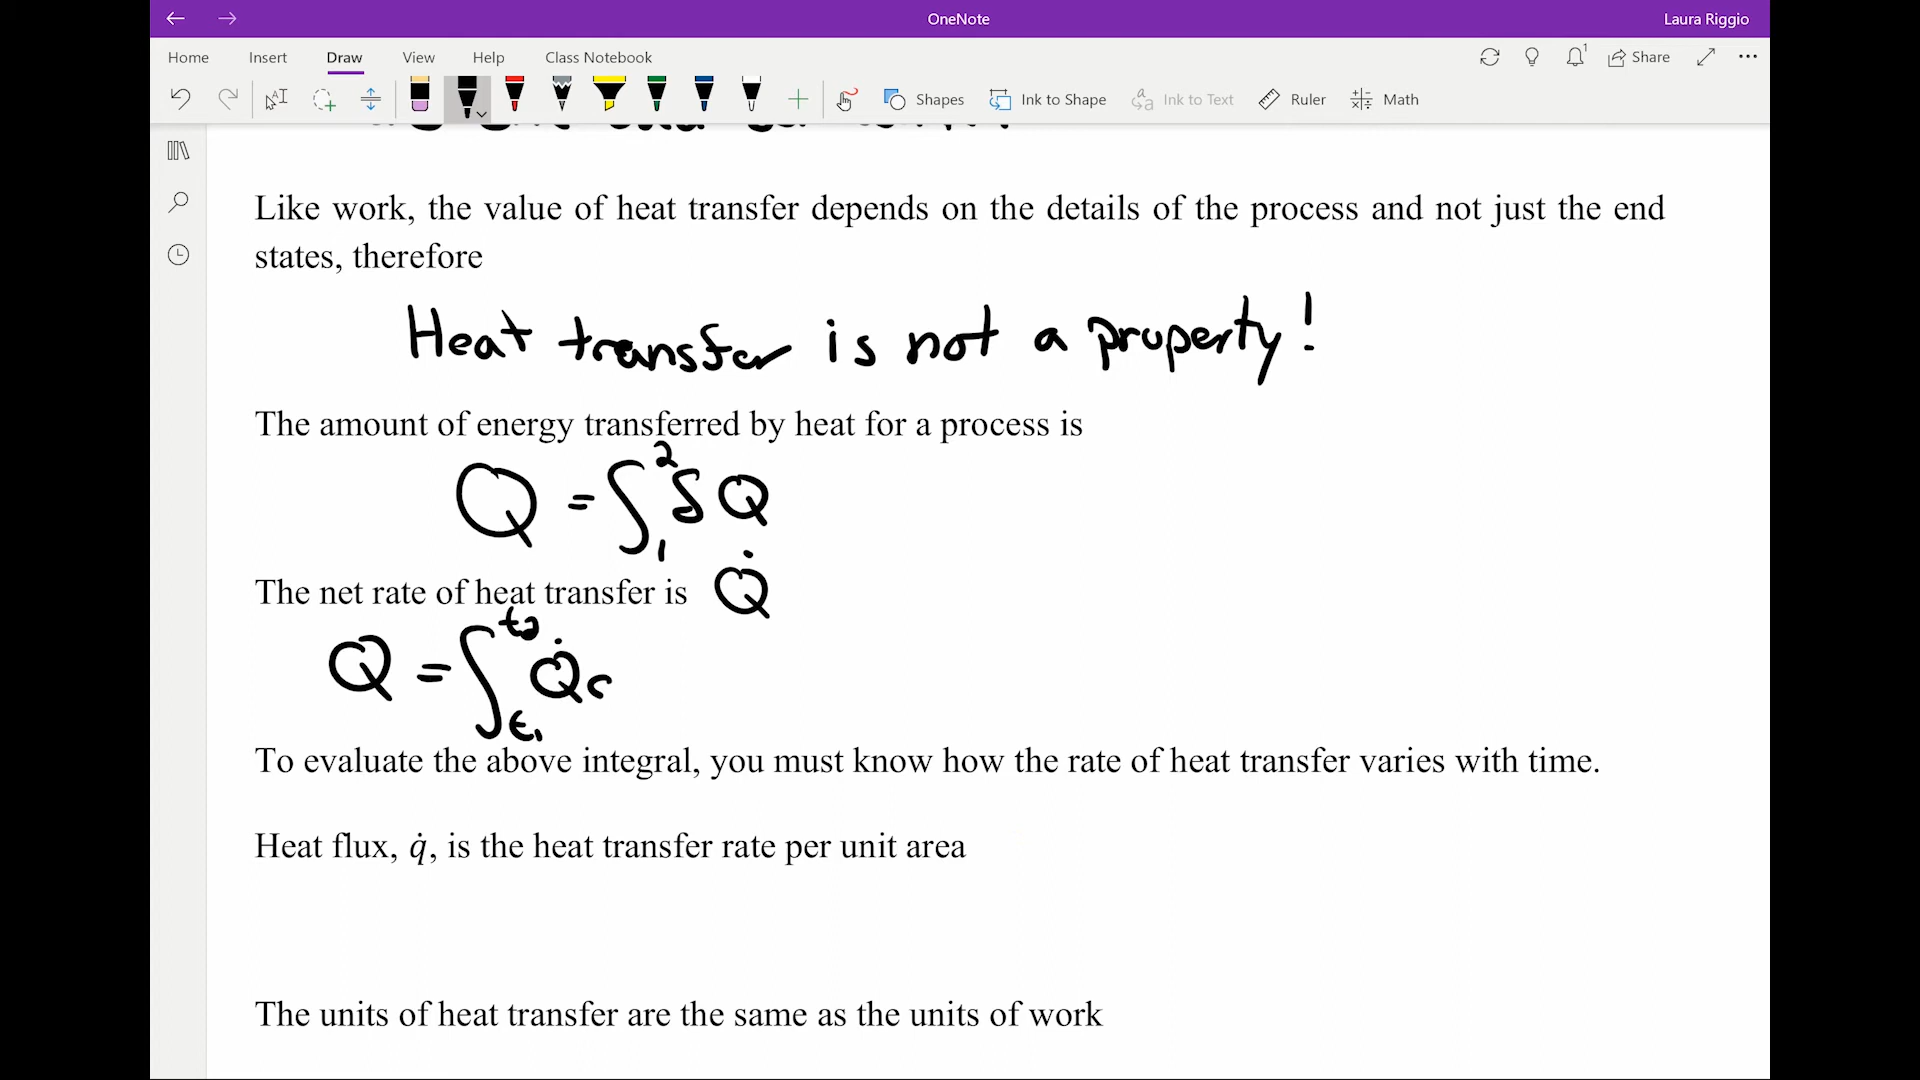 OneNote
Laura Riggio
Home Insert Draw View Help Class Notebook
1 Share
Shapes Ink to Shape Ink to Text Ruler Math
Like work, the value of heat transfer depends on the details of the process and not just the end
states, therefore
Heat transfer is not a property!
The amount of energy transferred by heat for a process is
Q = ∫₁² δQ
The net rate of heat transfer is Q̇
Q = ∫ₜ₁ᵗ² Q̇c
To evaluate the above integral, you must know how the rate of heat transfer varies with time.
Heat flux, q̇, is the heat transfer rate per unit area
The units of heat transfer are the same as the units of work